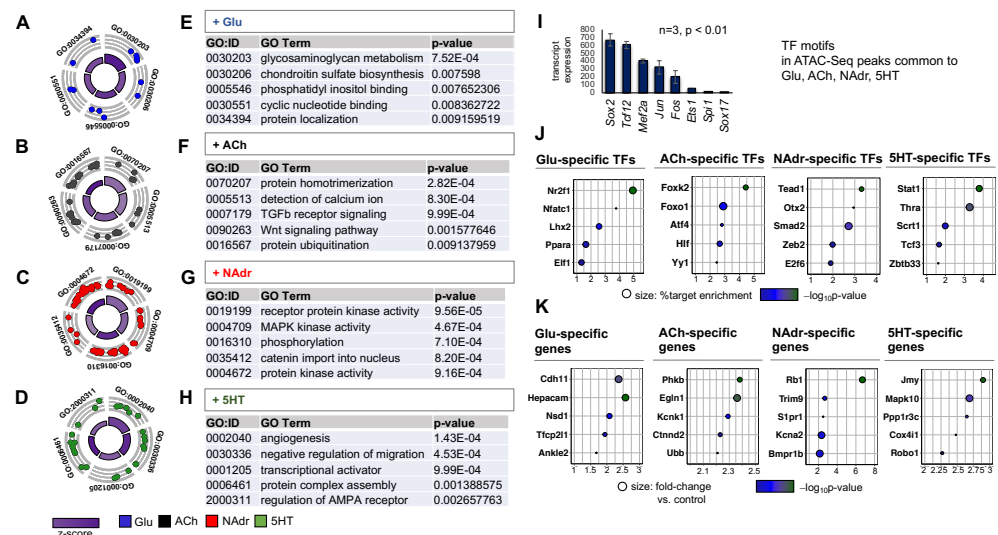 A
GO:0034394
GO:0030203
GO:0030551
GO:0030206
GO:0005546
B
GO:0016567
GO:0070207
GO:0090263
GO:0005513
GO:0007179
C
GO:0004672
GO:0019199
GO:0035412
GO:0004709
GO:0016310
D
GO:2000311
GO:0002040
GO:0006461
GO:0030336
GO:0001205
z-score
Glu ACh NAdr 5HT
E
+ Glu
GO:ID GO Term p-value
0030203 glycosaminoglycan metabolism 7.52E-04
0030206 chondroitin sulfate biosynthesis 0.007598
0005546 phosphatidyl inositol binding 0.007652306
0030551 cyclic nucleotide binding 0.008362722
0034394 protein localization 0.009159519
F
+ ACh
GO:ID GO Term p-value
0070207 protein homotrimerization 2.82E-04
0005513 detection of calcium ion 8.30E-04
0007179 TGFb receptor signaling 9.99E-04
0090263 Wnt signaling pathway 0.001577646
0016567 protein ubiquitination 0.009137959
G
+ NAdr
GO:ID GO Term p-value
0019199 receptor protein kinase activity 9.56E-05
0004709 MAPK kinase activity 4.67E-04
0016310 phosphorylation 7.10E-04
0035412 catenin import into nucleus 8.20E-04
0004672 protein kinase activity 9.16E-04
H
+ 5HT
GO:ID GO Term p-value
0002040 angiogenesis 1.43E-04
0030336 negative regulation of migration 4.53E-04
0001205 transcriptional activator 9.99E-04
0006461 protein complex assembly 0.001388575
2000311 regulation of AMPA receptor 0.002657763
I
transcript
expression
800
700
600
500
400
300
200
100
0
n=3, p < 0.01
Sox2 Tcf12 Mef2a Jun Fos Ets1 Spi1 Sox17
TF motifs
in ATAC-Seq peaks common to
Glu, ACh, NAdr, 5HT
J
Glu-specific TFs
Nr2f1
Nfatc1
Lhx2
Ppara
Elf1
1 2 3 4 5
ACh-specific TFs
Foxk2
Foxo1
Atf4
Hlf
Yy1
1 2 3 4 5
NAdr-specific TFs
Tead1
Otx2
Smad2
Zeb2
E2f6
1 2 3 4
5HT-specific TFs
Stat1
Thra
Scrt1
Tcf3
Zbtb33
1 2 3 4
size: %target enrichment
–log10p-value
K
Glu-specific
genes
Cdh11
Hepacam
Nsd1
Tfcp2l1
Ankle2
1 1.5 2 2.5 3
ACh-specific
genes
Phkb
Egln1
Kcnk1
Ctnnd2
Ubb
2.1 2.2 2.3 2.4 2.5
NAdr-specific
genes
Rb1
Trim9
S1pr1
Kcna2
Bmpr1b
2 4 6 8
5HT-specific
genes
Jmy
Mapk10
Ppp1r3c
Cox4i1
Robo1
2 2.25 2.5 2.75 3
size: fold-change
vs. control
–log10p-value